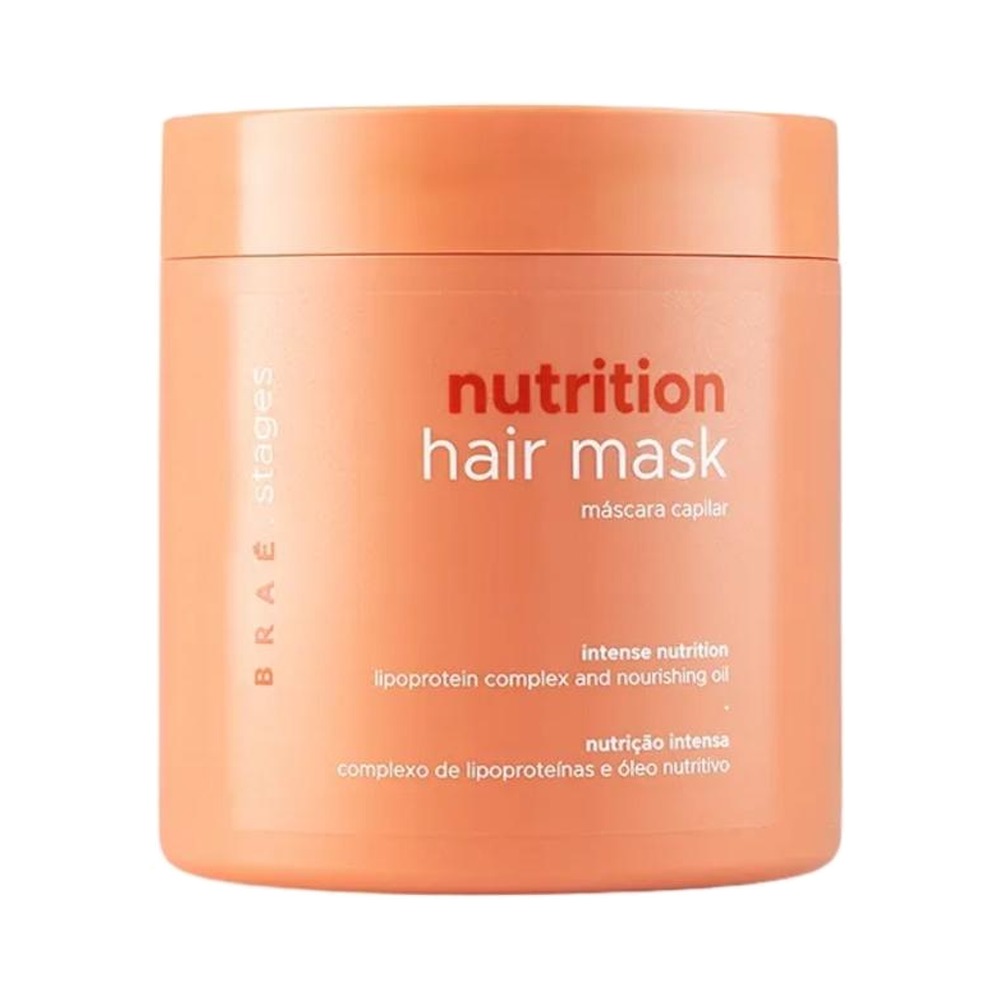 nutrition
hair mask
máscara capilar
BRAÉ . stages
intense nutrition
lipoprotein complex and nourishing oil
nutrição intensa
complexo de lipoproteínas e óleo nutritivo